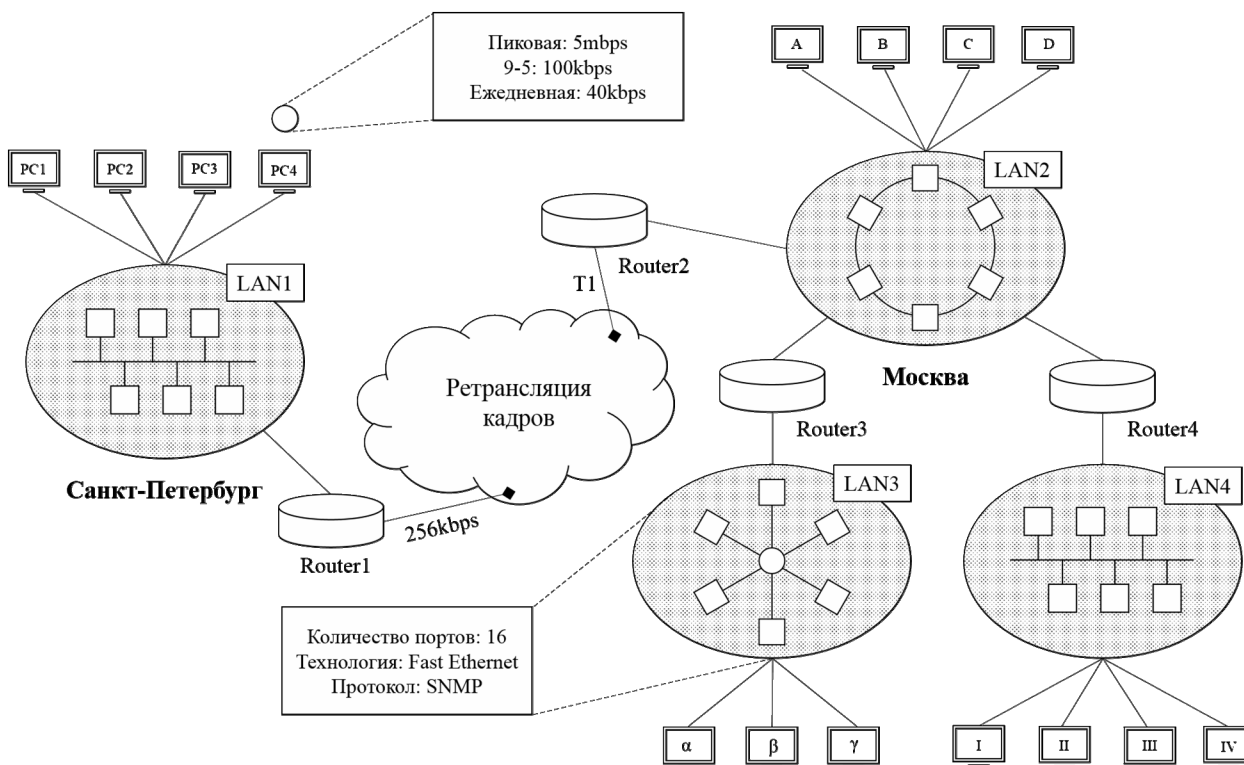 Пиковая: 5mbps
9-5: 100kbps
Ежедневная: 40kbps
A
B
C
D
PC1
PC2
PC3
PC4
LAN2
LAN1
Router2
T1
Москва
Ретрансляция
кадров
Router3
Router4
Санкт-Петербург
LAN3
LAN4
256kbps
Router1
Количество портов: 16
Технология: Fast Ethernet
Протокол: SNMP
α
β
γ
I
II
III
IV